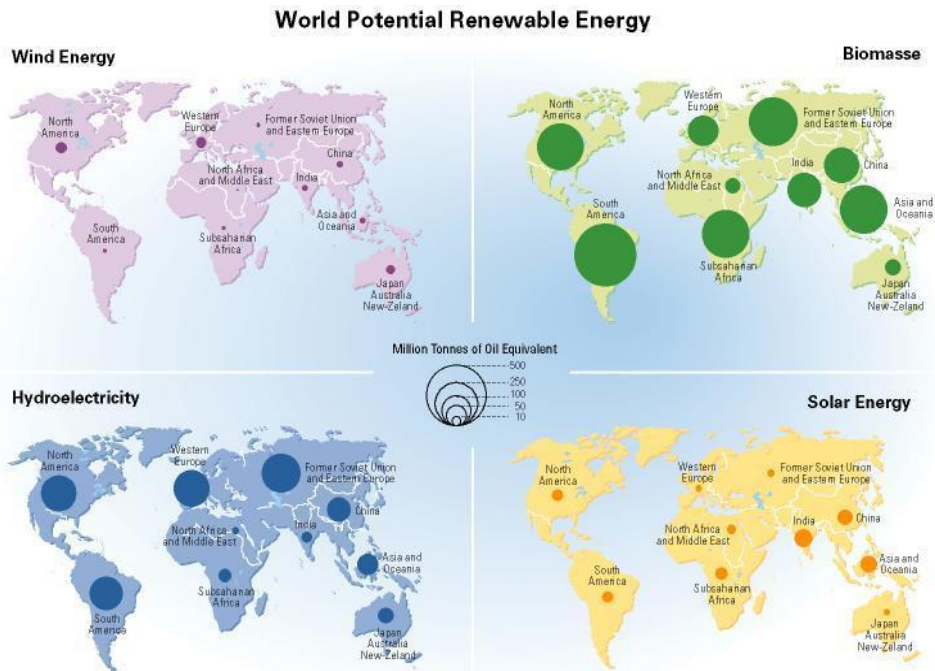 World Potential Renewable Energy
Wind Energy
North
America
Western
Europe
Former Soviet Union
and Eastern Europe
China
North Africa
and Middle East
India
Asia and
Oceania
South
America
Subsaharian
Africa
Japan
Australia
New-Zeland
Biomasse
North
America
Western
Europe
Former Soviet Union
and Eastern Europe
India
China
North Africa
and Middle East
Asia and
Oceania
South
America
Subsaharian
Africa
Japan
Australia
New-Zeland
Million Tonnes of Oil Equivalent
500
250
100
50
10
Hydroelectricity
North
America
Western
Europe
Former Soviet Union
and Eastern Europe
China
North Africa
and Middle East
India
Asia and
Oceania
Subsaharian
Africa
South
America
Japan
Australia
New-Zeland
Solar Energy
North
America
Western
Europe
Former Soviet Union
and Eastern Europe
India
China
North Africa
and Middle East
Asia and
Oceania
South
America
Subsaharian
Africa
Japan
Australia
New-Zeland